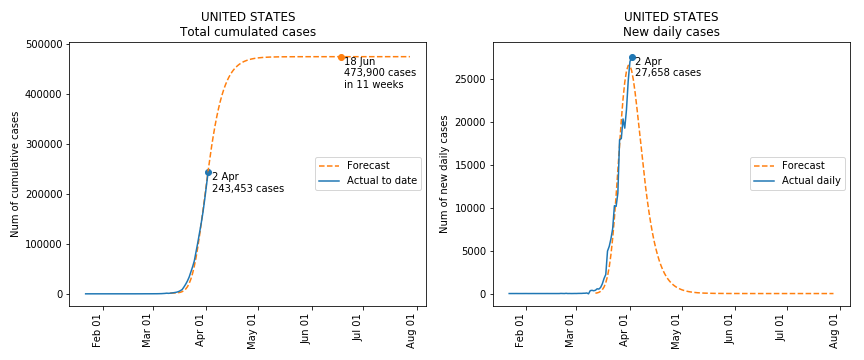 UNITED STATES
Total cumulated cases
Num of cumulative cases
500000
400000
300000
200000
100000
0
18 Jun
473,900 cases
in 11 weeks
2 Apr
243,453 cases
Forecast
Actual to date
Feb 01
Mar 01
Apr 01
May 01
Jun 01
Jul 01
Aug 01
UNITED STATES
New daily cases
Num of new daily cases
25000
20000
15000
10000
5000
0
2 Apr
27,658 cases
Forecast
Actual daily
Feb 01
Mar 01
Apr 01
May 01
Jun 01
Jul 01
Aug 01